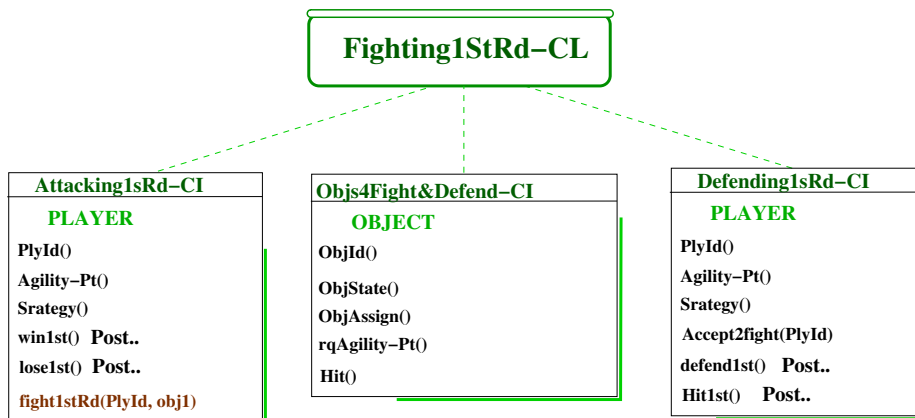 Fighting1StRd−CL
Attacking1sRd−CI
PLAYER
PlyId()
Agility−Pt()
Srategy()
win1st() Post..
lose1st() Post..
fight1stRd(PlyId, obj1)
Objs4Fight&Defend−CI
OBJECT
ObjId()
ObjState()
ObjAssign()
rqAgility−Pt()
Hit()
Defending1sRd−CI
PLAYER
PlyId()
Agility−Pt()
Srategy()
Accept2fight(PlyId)
defend1st() Post..
Hit1st() Post..